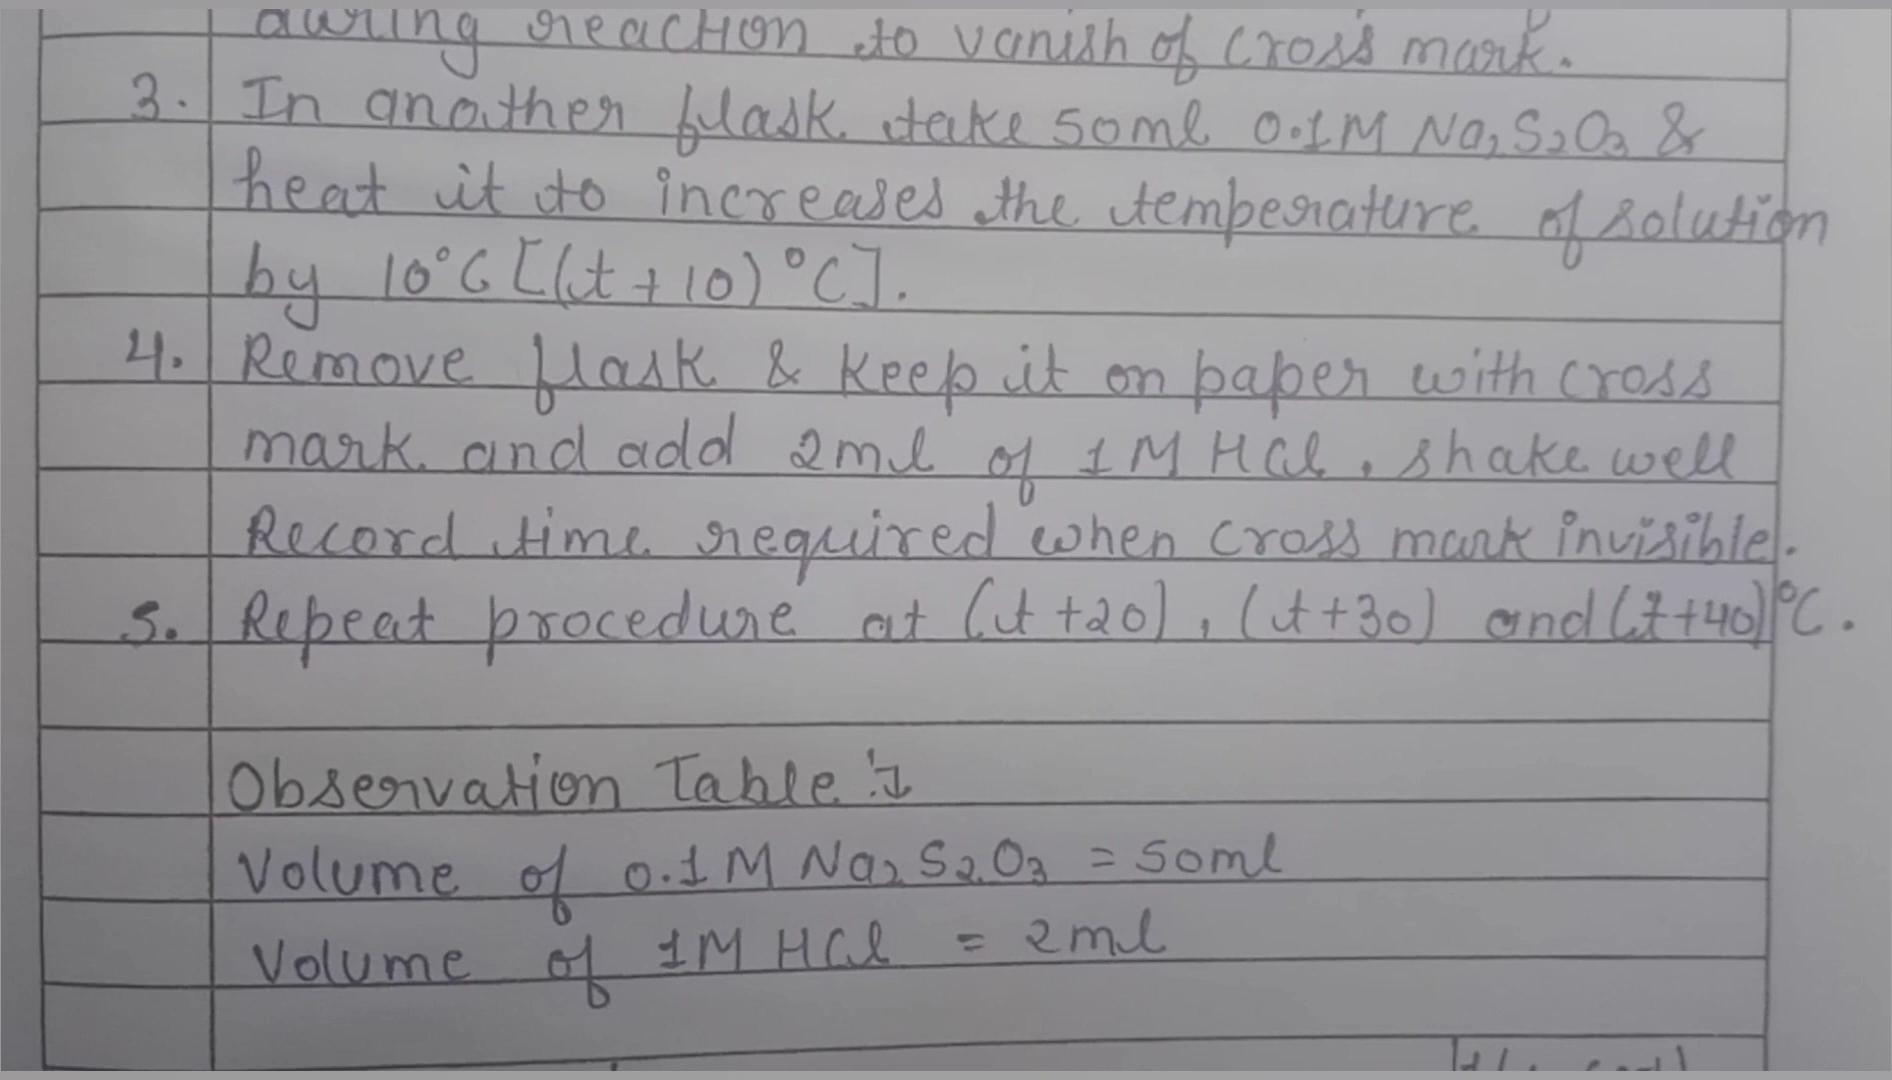 during reaction to vanish of cross mark.
3. In another flask take 50ml 0.1M Na₂S₂O₃ &
heat it to increases the temperature of solution
by 10°C [(t+10)°C].
4. Remove flask & keep it on paper with cross
mark and add 2ml of 1M HCl, shake well
Record time required when cross mark invisible.
5. Repeat procedure at (t+20), (t+30) and (t+40)°C.
Observation Table :-
Volume of 0.1M Na₂S₂O₃ = 50ml
Volume of 1M HCl = 2ml